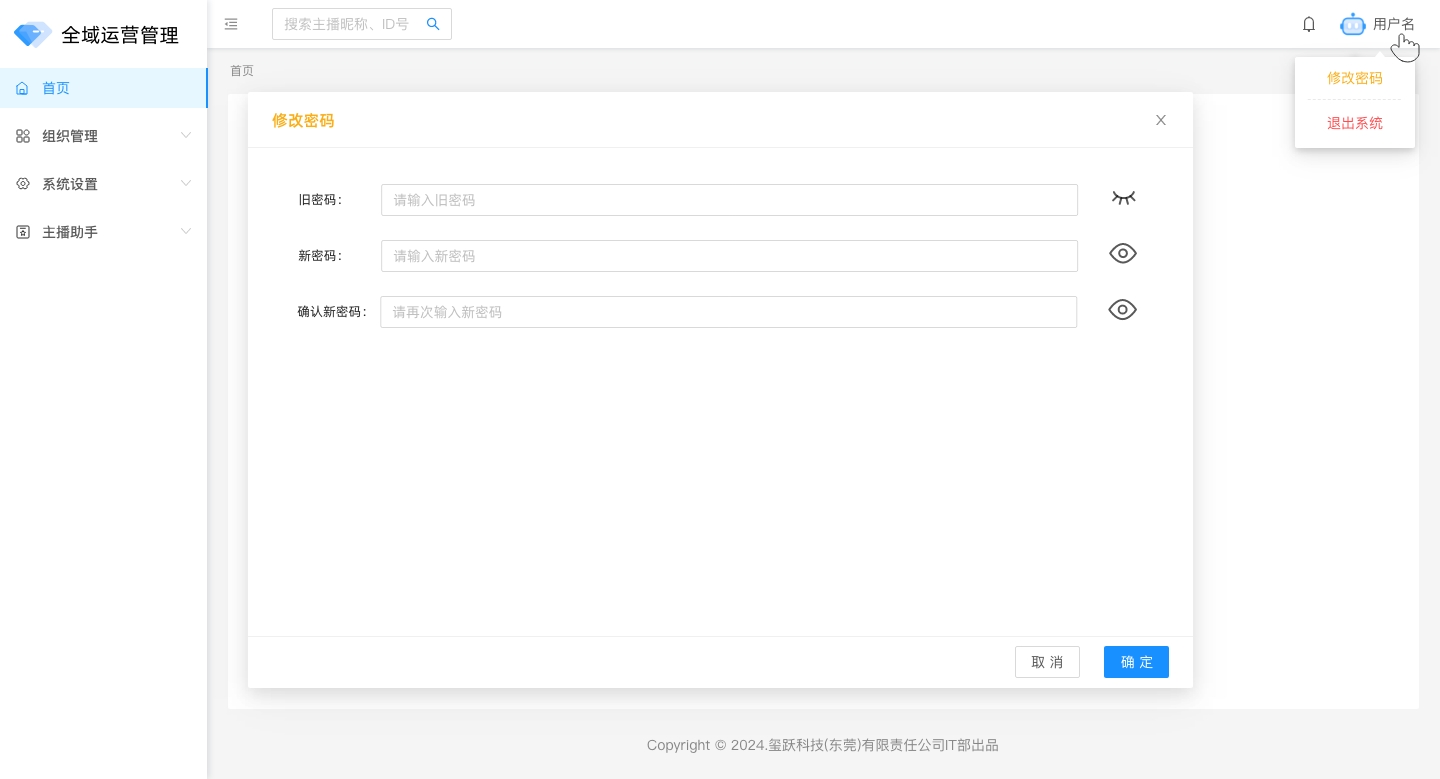 全域运营管理
搜索主播昵称、ID号
用户名
首页
组织管理
系统设置
主播助手
首页
修改密码
退出系统
修改密码
旧密码：
请输入旧密码
新密码：
请输入新密码
确认新密码：
请再次输入新密码
取 消
确 定
Copyright © 2024.玺跃科技(东莞)有限责任公司IT部出品